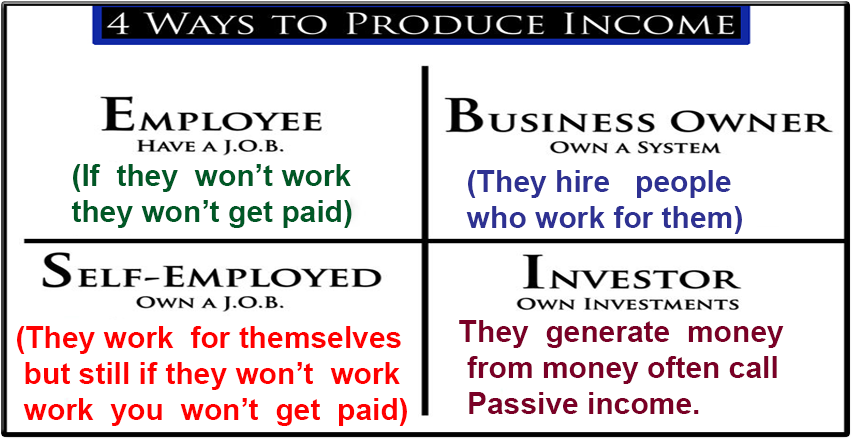 4 WAYS TO PRODUCE INCOME
EMPLOYEE
HAVE A J.O.B.
(If they won’t work
they won’t get paid)
BUSINESS OWNER
OWN A SYSTEM
(They hire people
who work for them)
SELF-EMPLOYED
OWN A J.O.B.
(They work for themselves
but still if they won’t work
work you won’t get paid)
INVESTOR
OWN INVESTMENTS
They generate money
from money often call
Passive income.